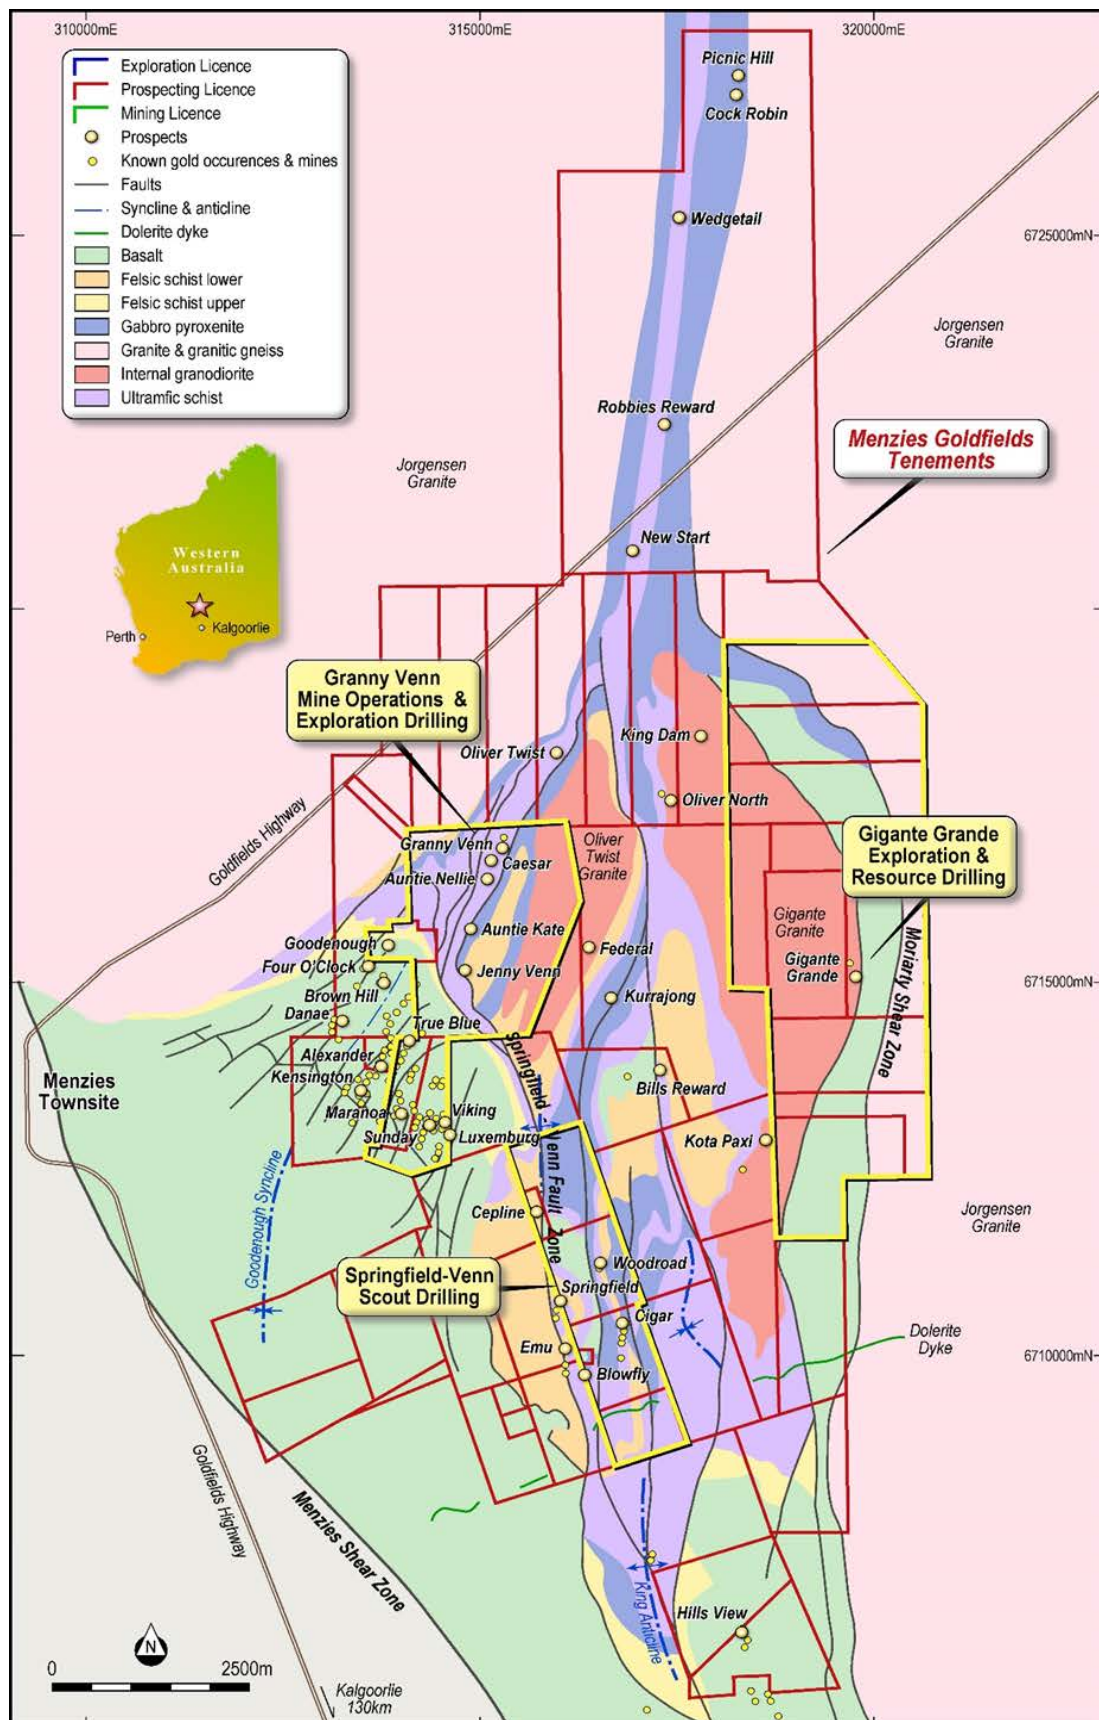 310000mE
315000mE
320000mE
Exploration Licence
Prospecting Licence
Mining Licence
Prospects
Known gold occurences & mines
Faults
Syncline & anticline
Dolerite dyke
Basalt
Felsic schist lower
Felsic schist upper
Gabbro pyroxenite
Granite & granitic gneiss
Internal granodiorite
Ultramfic schist
Picnic Hill
Cock Robin
Wedgetail
6725000mN
Jorgensen
Granite
Robbies Reward
Menzies Goldfields
Tenements
Jorgensen
Granite
New Start
Western
Australia
Perth
Kalgoorlie
Granny Venn
Mine Operations &
Exploration Drilling
King Dam
Oliver Twist
Oliver North
Goldfields Highway
Granny Venn
Caesar
Auntie Nellie
Oliver
Twist
Granite
Gigante Grande
Exploration &
Resource Drilling
Gigante
Granite
Auntie Kate
Goodenough
Federal
Moriarty Shear Zone
Four O'Clock
Jenny Venn
Gigante
Grande
6715000mN
Brown Hill
Kurrajong
Danae
True Blue
Springfield - Venn Fault Zone
Alexander
Kensington
Menzies
Townsite
Bills Reward
Maranoa
Viking
Sunday
Luxemburg
Kota Paxi
Goodenough Syncline
Cepline
Jorgensen
Granite
Woodroad
Springfield-Venn
Scout Drilling
Springfield
Cigar
Emu
Dolerite
Dyke
6710000mN
Blowfly
Goldfields Highway
Menzies Shear Zone
King Anticline
Hills View
N
0
2500m
Kalgoorlie
130km